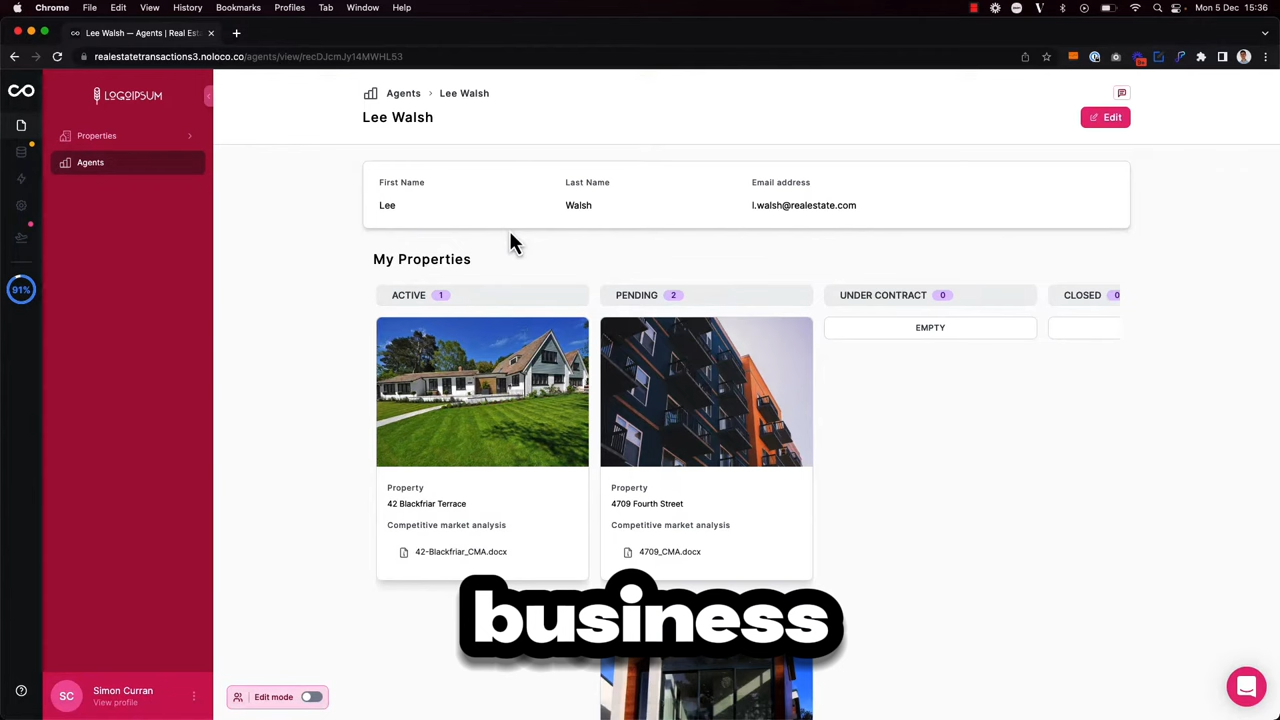 Chrome File Edit View History Bookmarks Profiles Tab Window Help
Mon 5 Dec 15:36
Lee Walsh — Agents | Real Est
realestatetransactions3.noloco.co/agents/view/recDJcmJy14MWHL53
LOGOIPSUM
Properties
Agents
91%
Agents > Lee Walsh
Lee Walsh
Edit
First Name Last Name Email address
Lee Walsh l.walsh@realestate.com
My Properties
ACTIVE 1 PENDING 2 UNDER CONTRACT 0 CLOSED 0
EMPTY
Property
42 Blackfriar Terrace
Competitive market analysis
42-Blackfriar_CMA.docx
Property
4709 Fourth Street
Competitive market analysis
4709_CMA.docx
business
SC Simon Curran
View profile
Edit mode